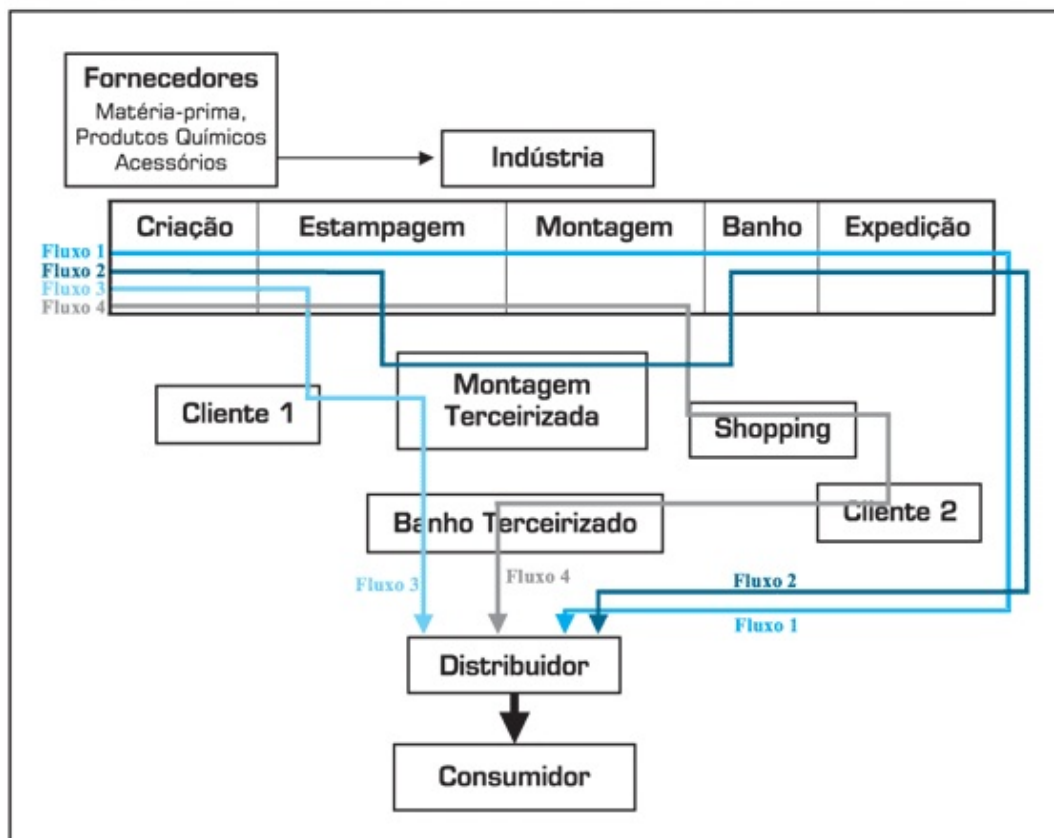 Fornecedores
Matéria-prima,
Produtos Químicos
Acessórios
Indústria
Criação
Estampagem
Montagem
Banho
Expedição
Fluxo 1
Fluxo 2
Fluxo 3
Fluxo 4
Cliente 1
Montagem
Terceirizada
Shopping
Banho Terceirizado
Cliente 2
Fluxo 3
Fluxo 4
Fluxo 2
Fluxo 1
Distribuidor
Consumidor